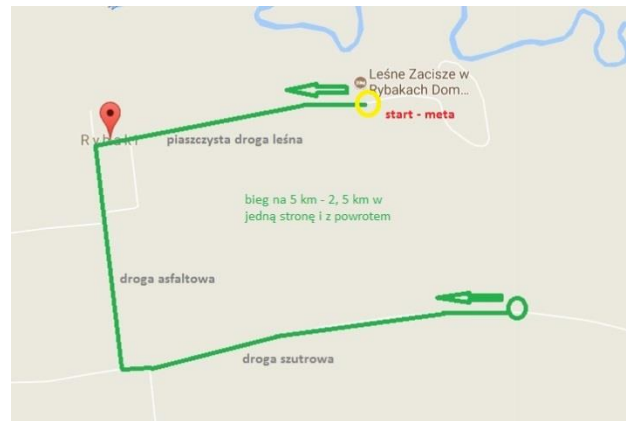 Leśne Zacisze w
Rybakach Dom...
start - meta
Rybaki
piaszczysta droga leśna
bieg na 5 km - 2, 5 km w
jedną stronę i z powrotem
droga asfaltowa
droga szutrowa